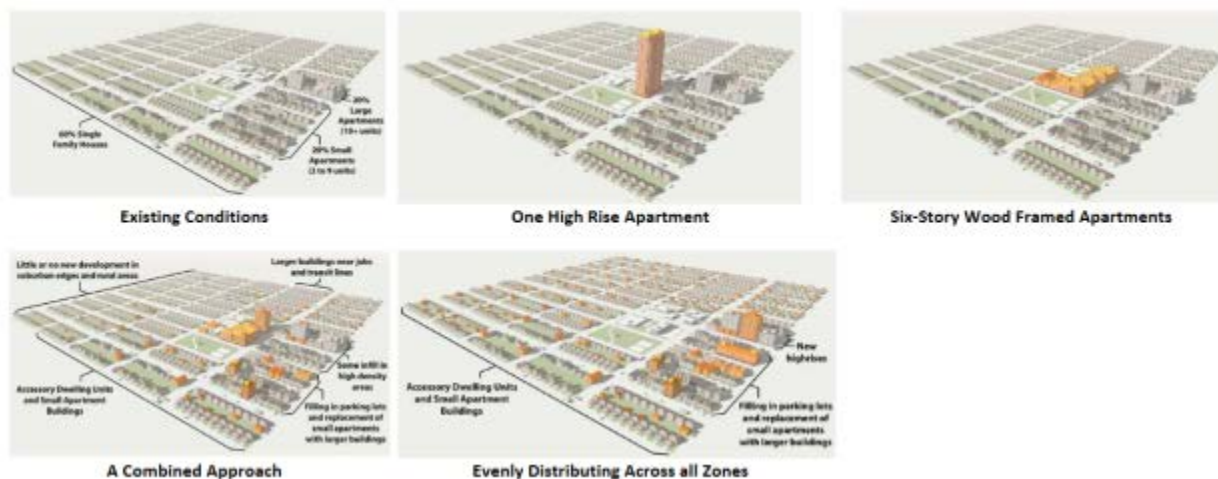 60% Single
Family Houses
20%
Large
Apartments
(10+ units)
20% Small
Apartments
(2 to 9 units)
Existing Conditions
One High Rise Apartment
Six-Story Wood Framed Apartments
Little or no new development in
suburban edges and rural areas
Larger buildings near jobs
and transit lines
Accessory Dwelling Units
and Small Apartment
Buildings
Some infill in
high density
areas
Filling in parking lots
and replacement of
small apartments
with larger buildings
A Combined Approach
Accessory Dwelling Units
and Small Apartment
Buildings
New
highrises
Filling in parking lots
and replacement of
small apartments
with larger buildings
Evenly Distributing Across all Zones